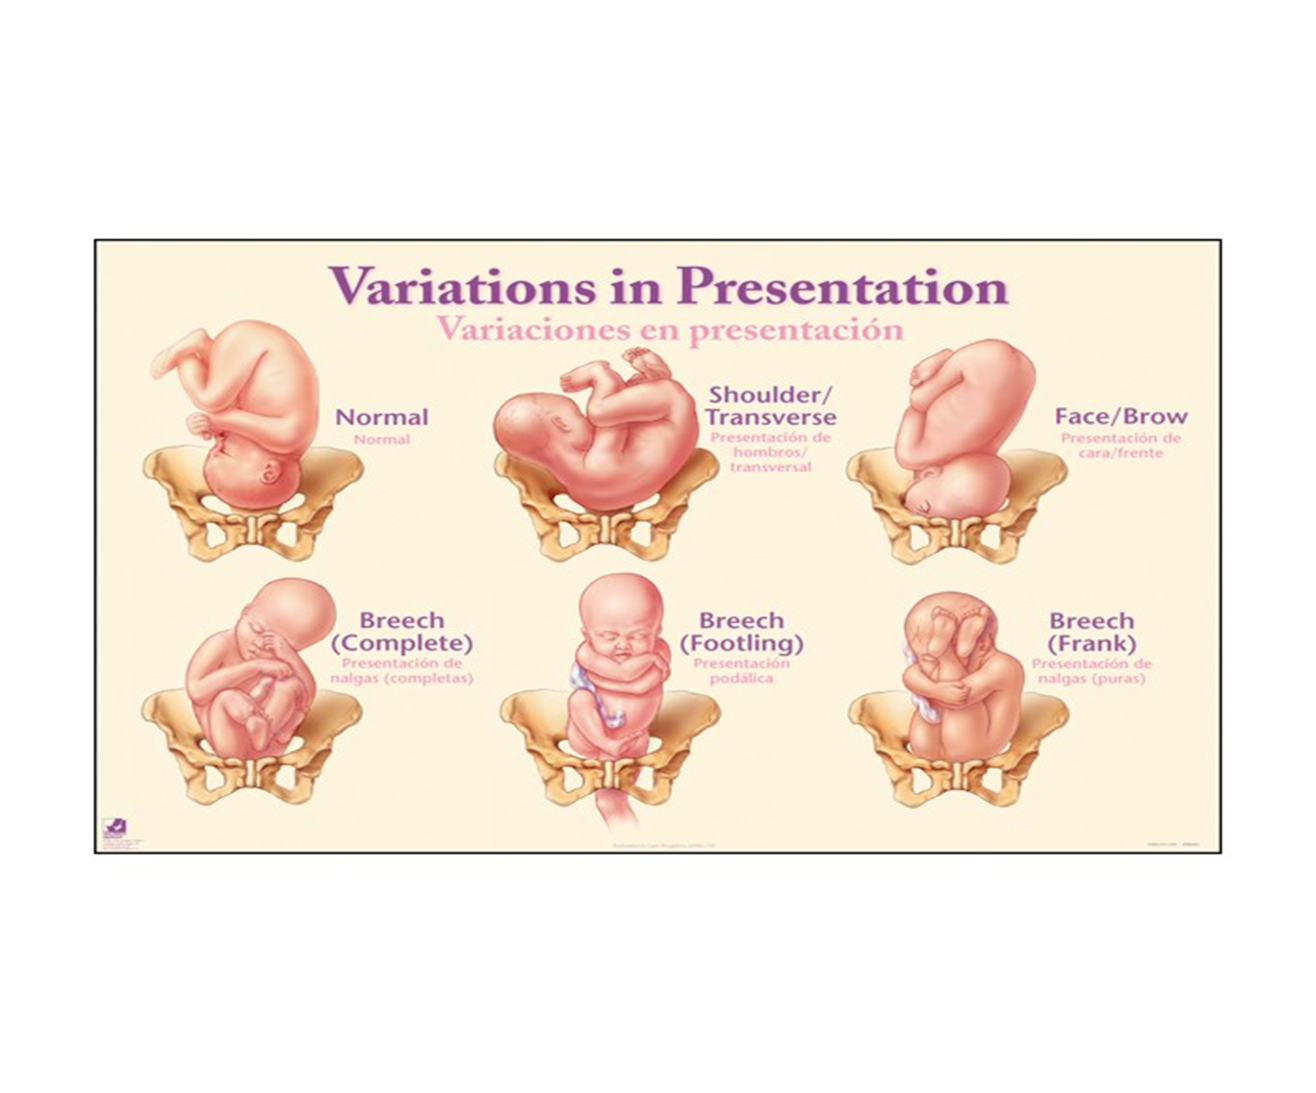 Variations in Presentation
Variaciones en presentación
Normal
Normal
Shoulder/
Transverse
Presentación de
hombros/
transversal
Face/Brow
Presentación de
cara/frente
Breech
(Complete)
Presentación de
nalgas (completas)
Breech
(Footling)
Presentación
podálica
Breech
(Frank)
Presentación de
nalgas (puras)